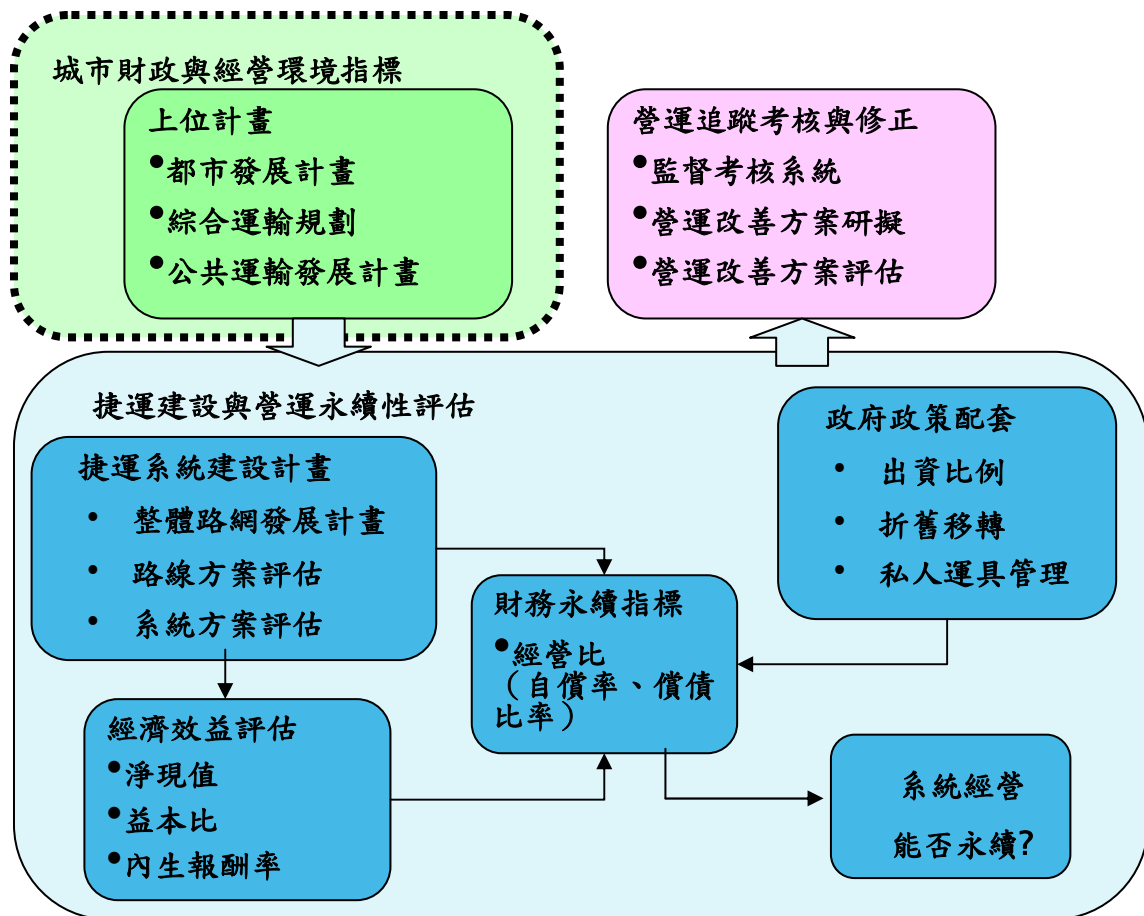 城市財政與經營環境指標
上位計畫
•都市發展計畫
•綜合運輸規劃
•公共運輸發展計畫
營運追蹤考核與修正
•監督考核系統
•營運改善方案研擬
•營運改善方案評估
捷運建設與營運永續性評估
捷運系統建設計畫
• 整體路網發展計畫
• 路線方案評估
• 系統方案評估
政府政策配套
• 出資比例
• 折舊移轉
• 私人運具管理
財務永續指標
•經營比
（自償率、償債
比率）
經濟效益評估
•淨現值
•益本比
•內生報酬率
系統經營
能否永續?